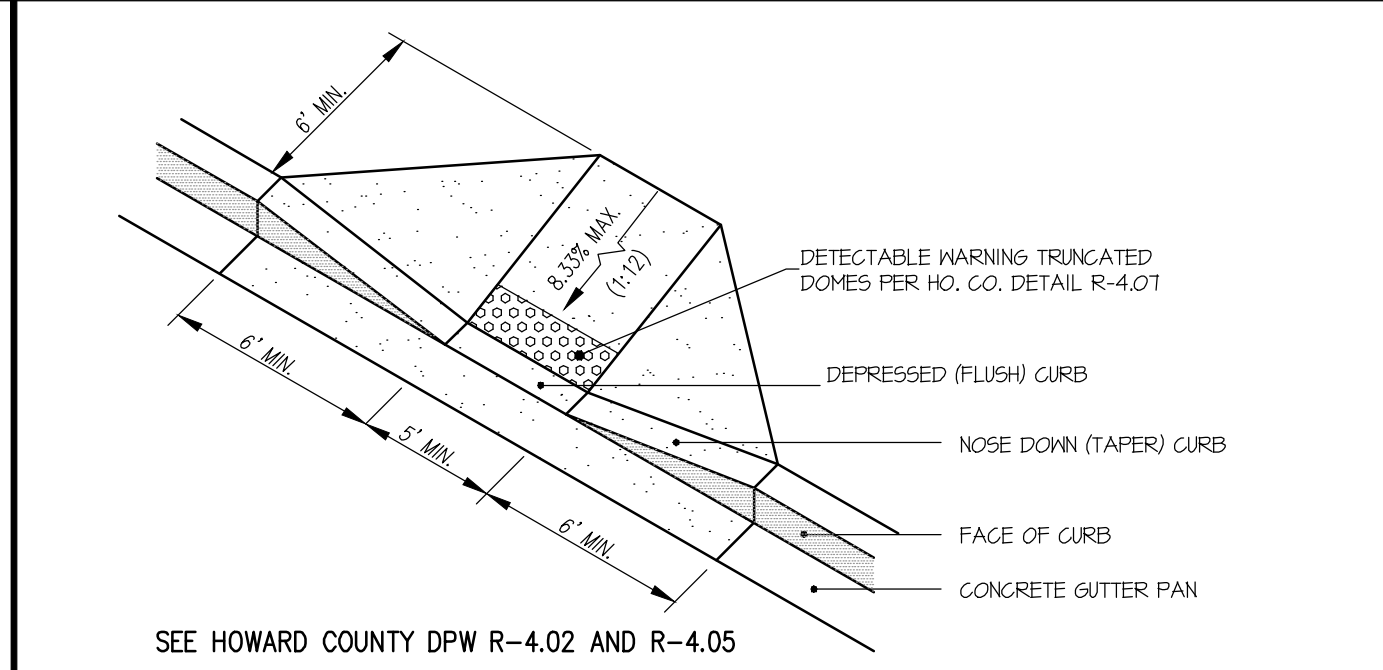 6' MIN.
8.33% MAX.
(1:12)
DETECTABLE WARNING TRUNCATED
DOMES PER HO. CO. DETAIL R-4.07
6' MIN.
DEPRESSED (FLUSH) CURB
5' MIN.
NOSE DOWN (TAPER) CURB
6' MIN.
FACE OF CURB
CONCRETE GUTTER PAN
SEE HOWARD COUNTY DPW R-4.02 AND R-4.05